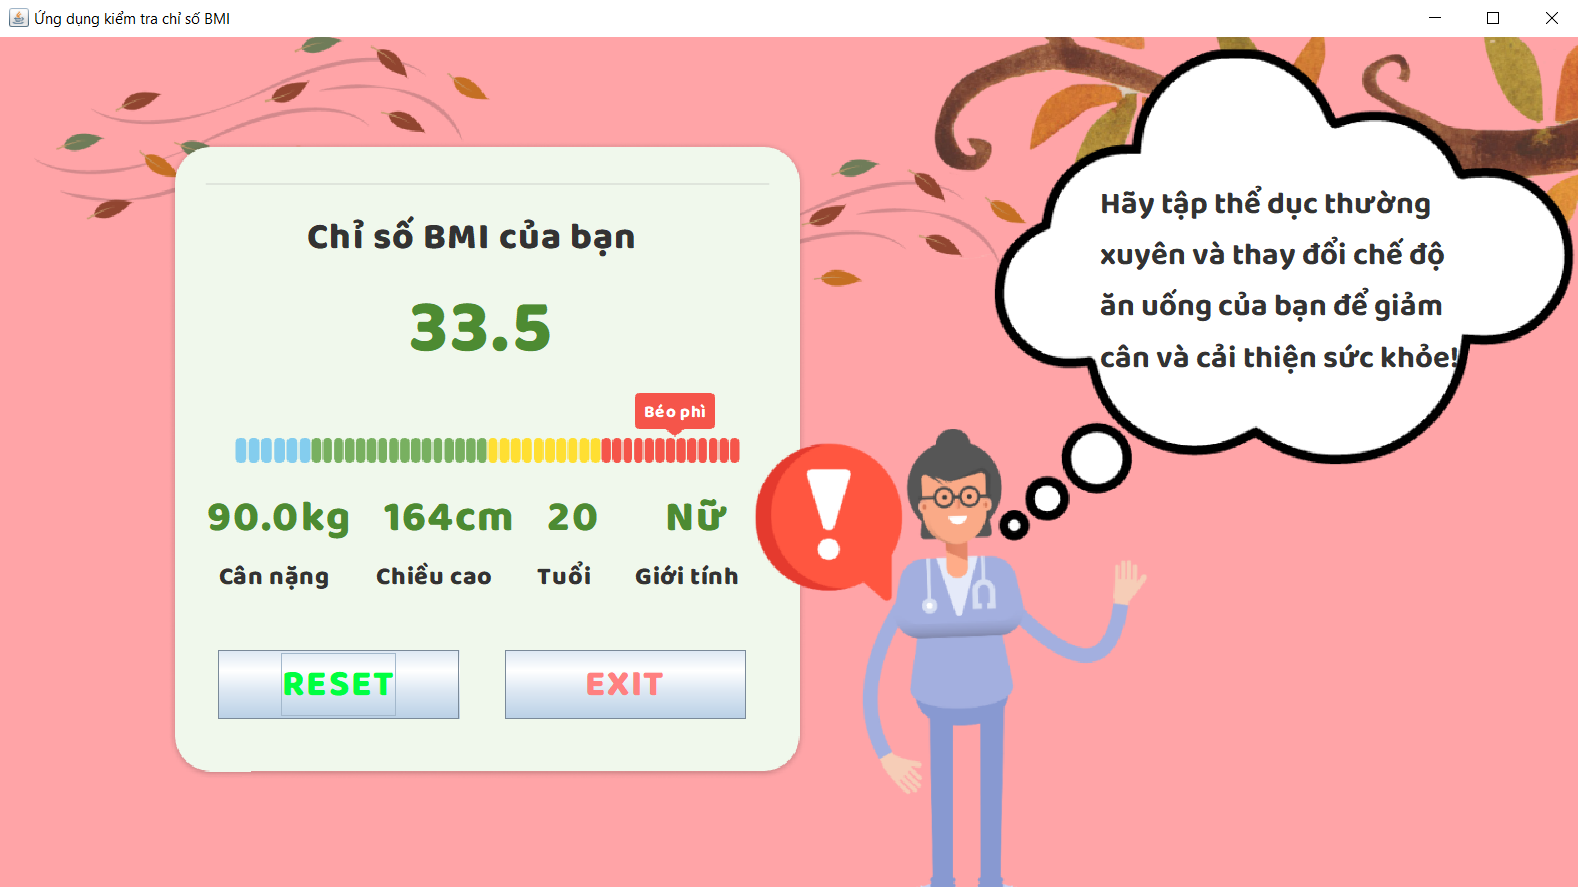 Ứng dụng kiểm tra chỉ số BMI
Chỉ số BMI của bạn
33.5
Béo phì
90.0kg 164cm 20 Nữ
Cân nặng Chiều cao Tuổi Giới tính
RESET EXIT
Hãy tập thể dục thường
xuyên và thay đổi chế độ
ăn uống của bạn để giảm
cân và cải thiện sức khỏe!